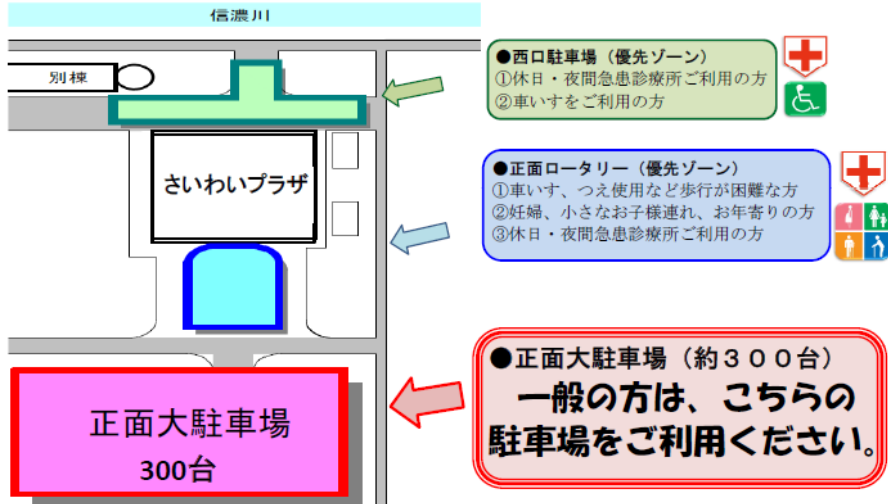 信濃川
別棟
さいわいプラザ
正面大駐車場
300台
●西口駐車場（優先ゾーン）
①休日・夜間急患診療所ご利用の方
②車いすをご利用の方
●正面ロータリー（優先ゾーン）
①車いす、つえ使用など歩行が困難な方
②妊婦、小さなお子様連れ、お年寄りの方
③休日・夜間急患診療所ご利用の方
●正面大駐車場（約３００台）
一般の方は、こちらの
駐車場をご利用ください。